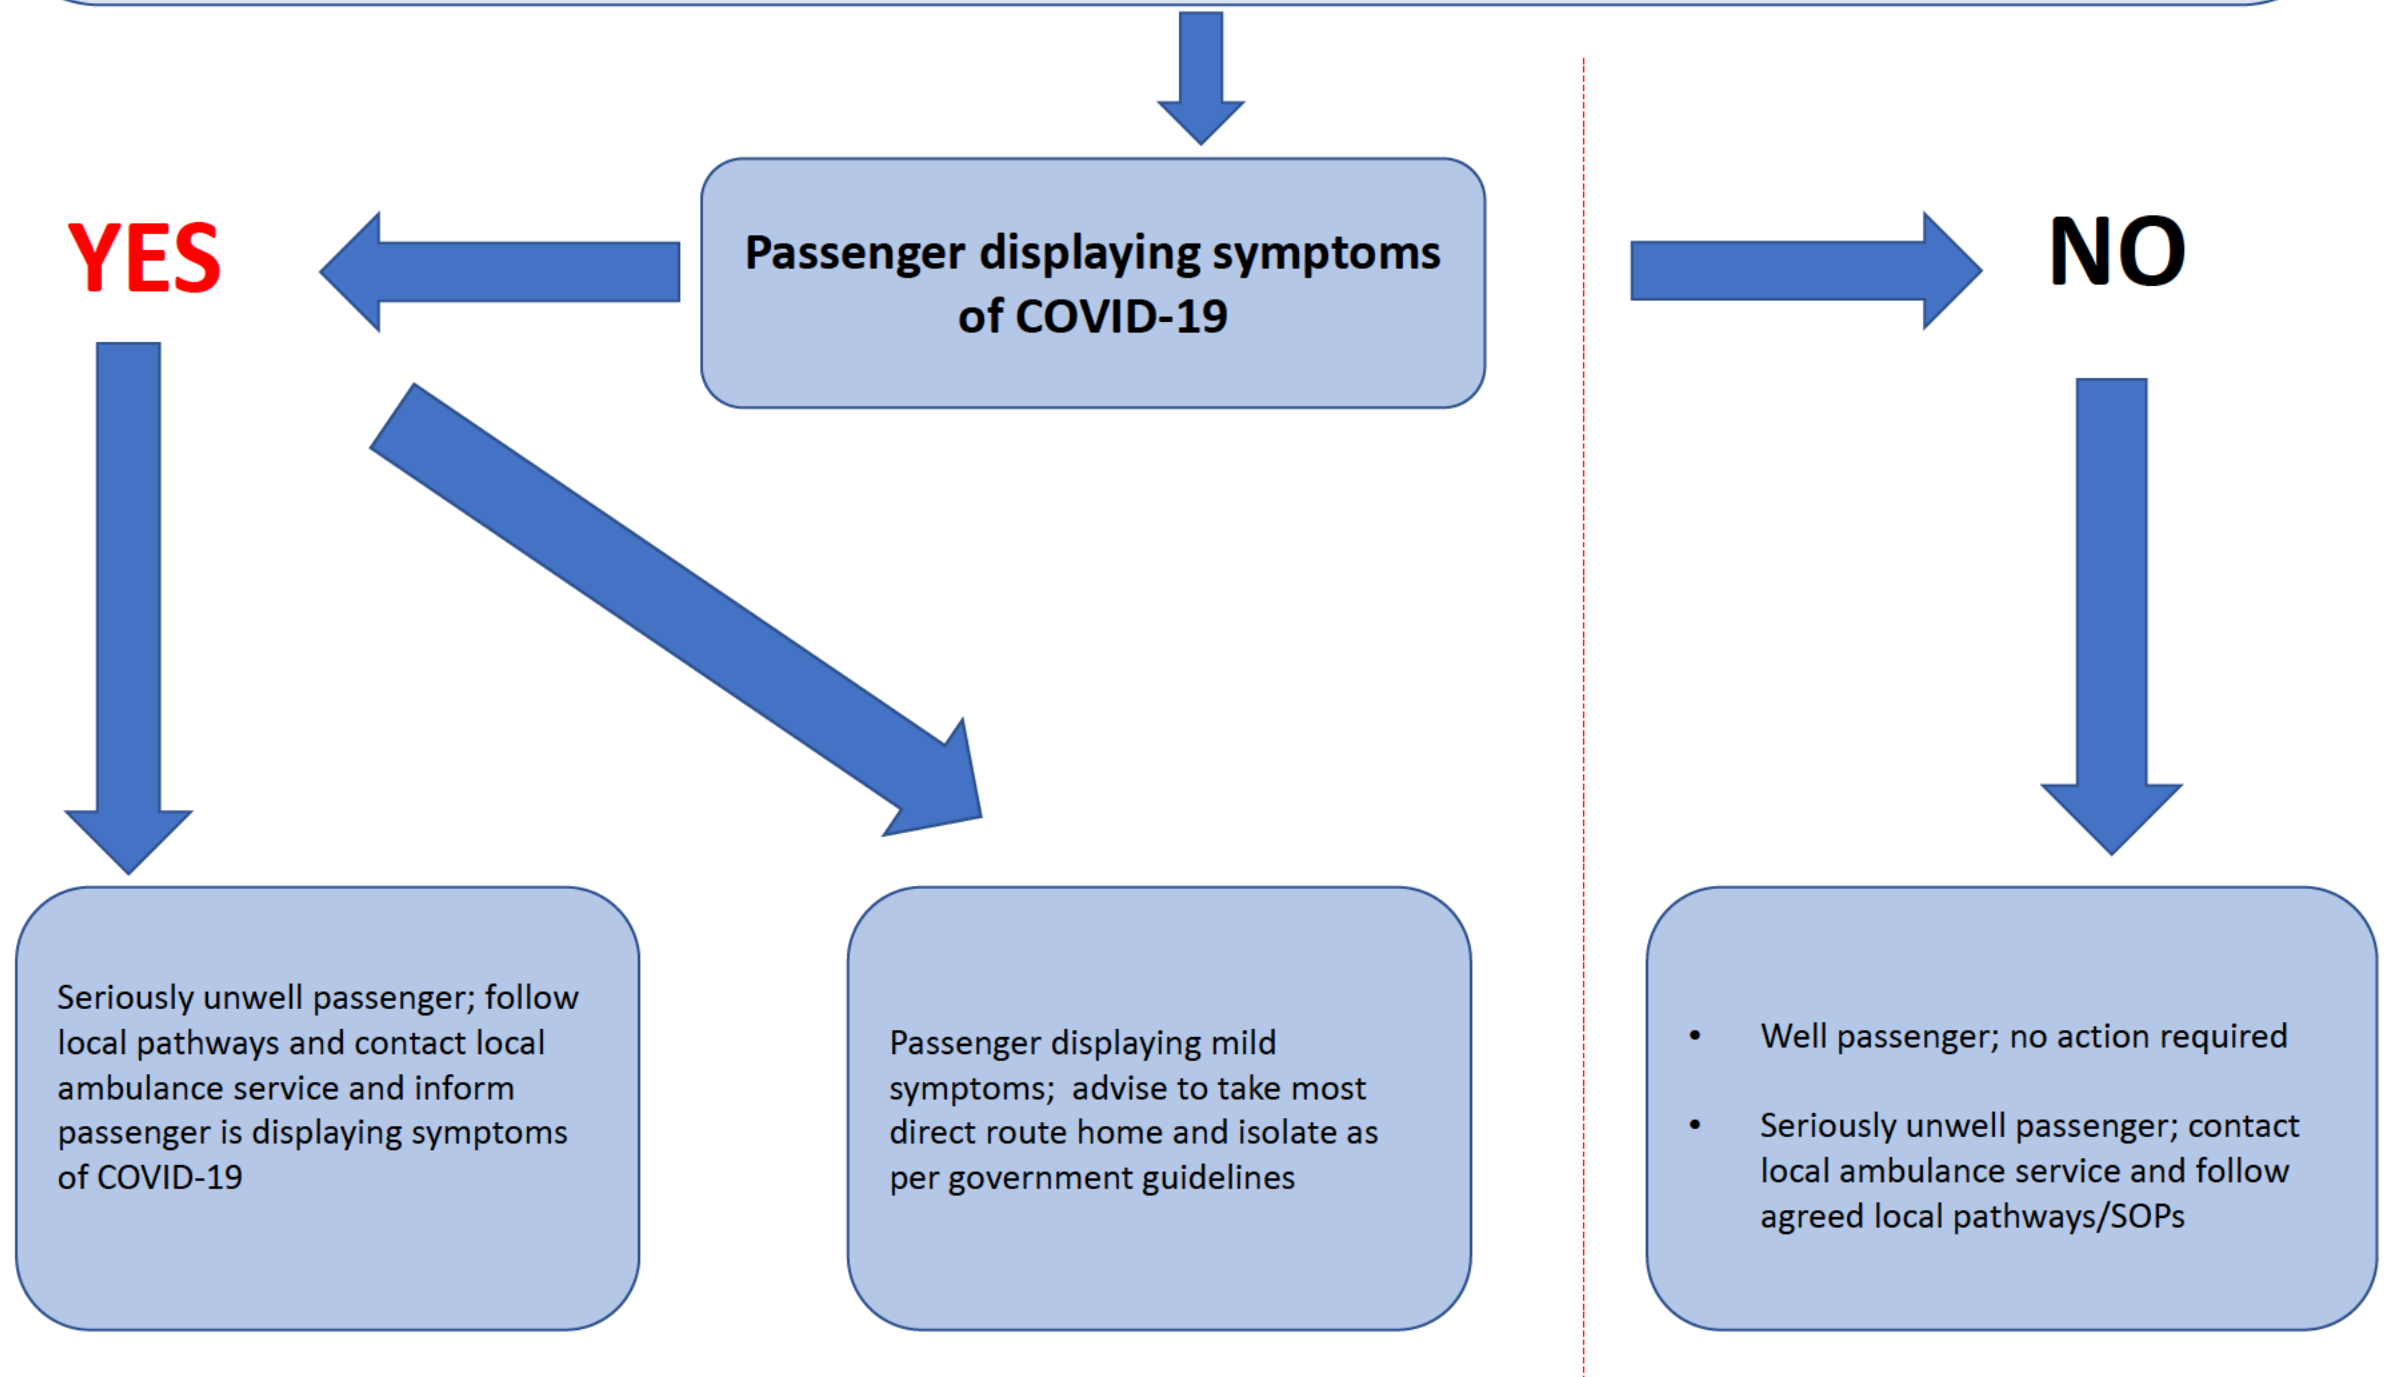 Passenger displaying symptoms
of COVID-19
YES
NO
Seriously unwell passenger; follow
local pathways and contact local
ambulance service and inform
passenger is displaying symptoms
of COVID-19
Passenger displaying mild
symptoms;  advise to take most
direct route home and isolate as
per government guidelines
• Well passenger; no action required
• Seriously unwell passenger; contact
local ambulance service and follow
agreed local pathways/SOPs